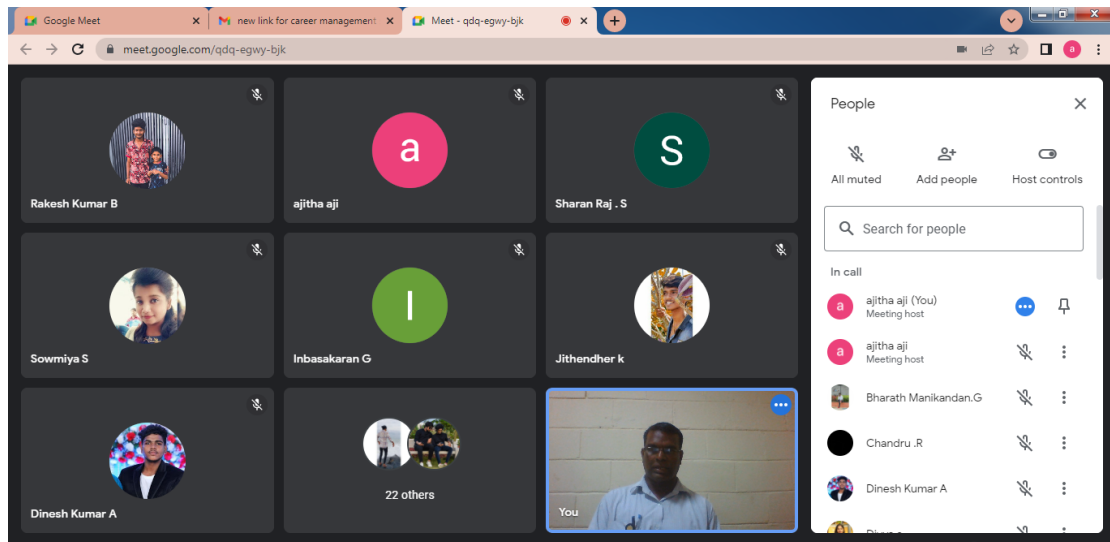 Google Meet
new link for career management
Meet - qdq-egwy-bjk
meet.google.com/qdq-egwy-bjk
a
Rakesh Kumar B
a
ajitha aji
S
Sharan Raj . S
Sowmiya S
I
Inbasakaran G
Jithendher k
Dinesh Kumar A
22 others
You
People
All muted
Add people
Host controls
Search for people
In call
a
ajitha aji (You)
Meeting host
a
ajitha aji
Meeting host
Bharath Manikandan.G
Chandru .R
Dinesh Kumar A